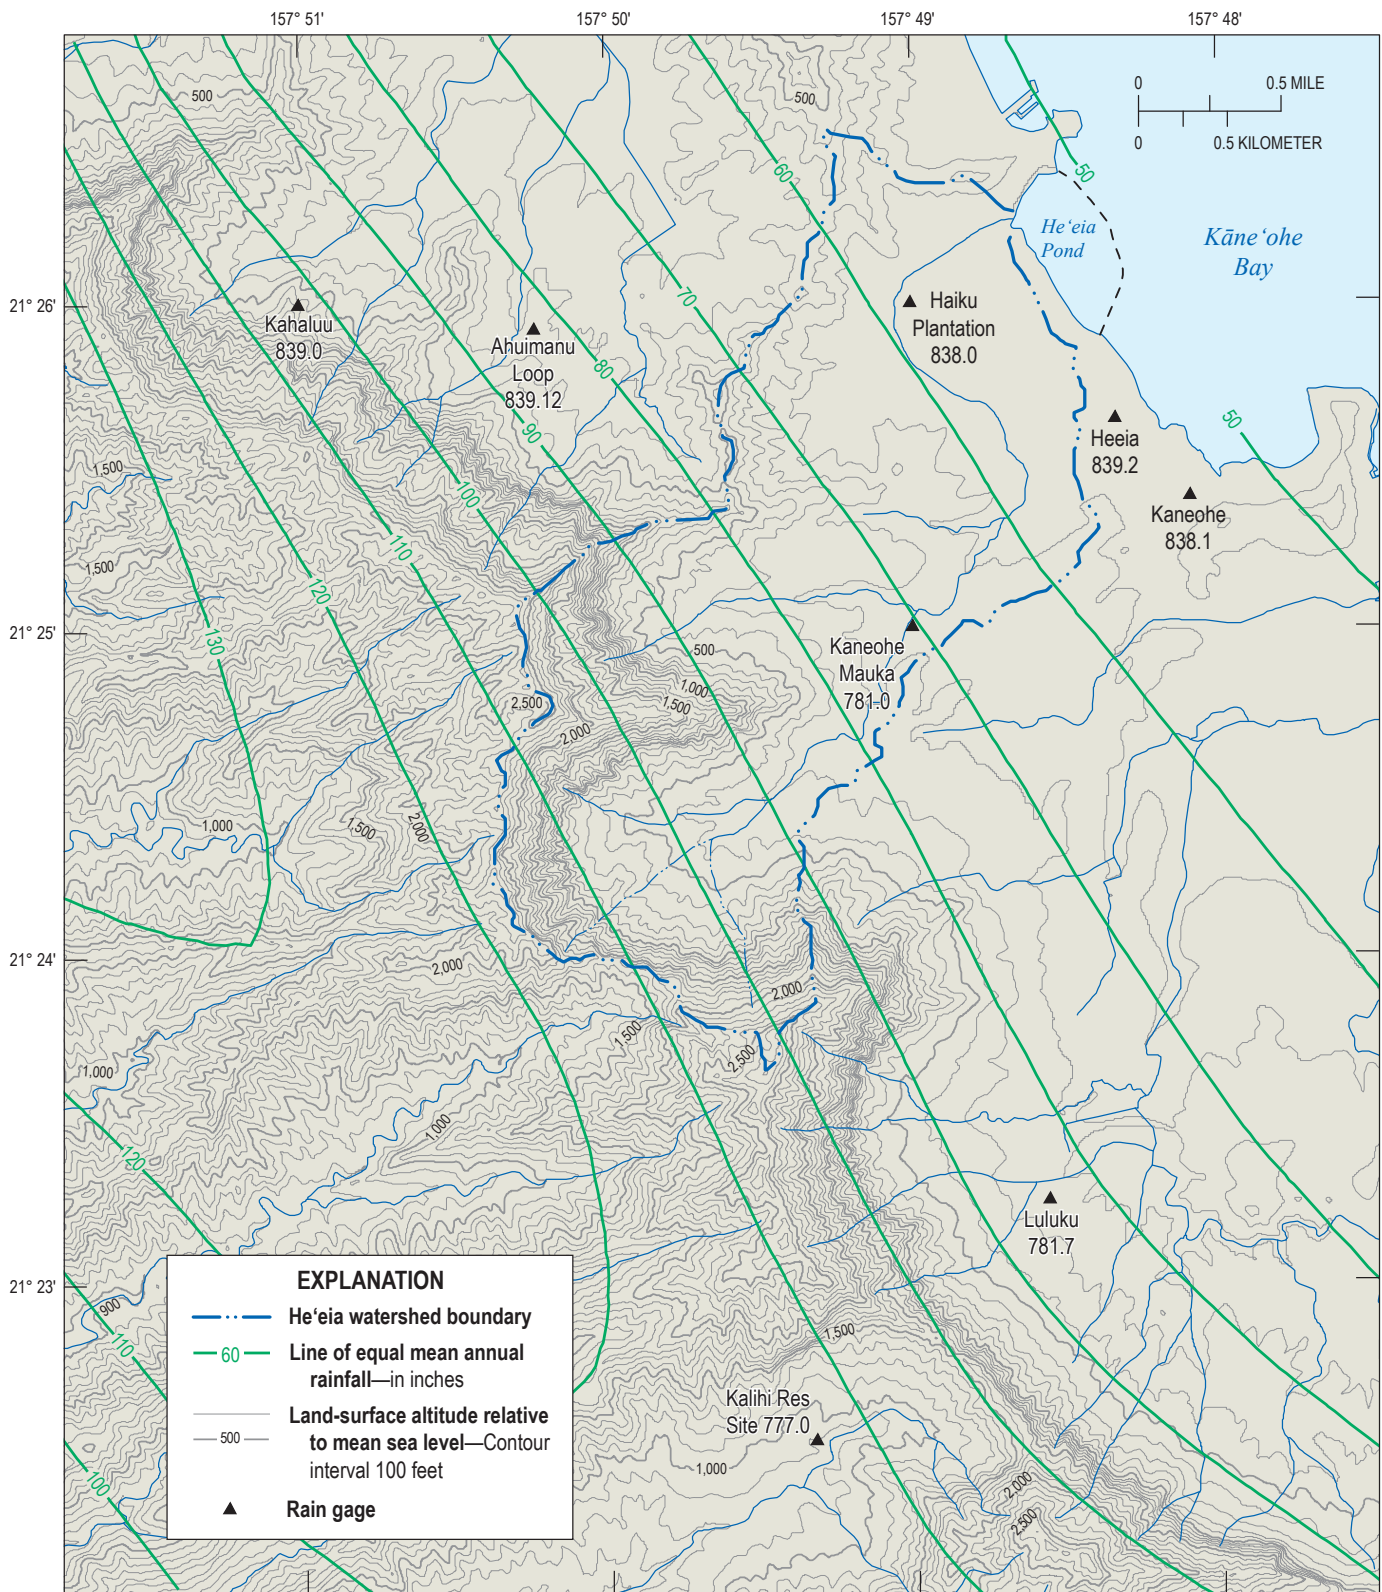 157° 51'
157° 50'
157° 49'
157° 48'
500
500
0
0.5 MILE
0
0.5 KILOMETER
60
50
He‘eia
Pond
Kāne‘ohe
Bay
21° 26'
Kahaluu
839.0
Ahuimanu
Loop
839.12
70
Haiku
Plantation
838.0
80
90
50
Heeia
839.2
1,500
100
Kaneohe
838.1
110
1,500
120
130
21° 25'
Kaneohe
Mauka
781.0
500
1,000
1,500
2,500
2,000
1,000
1,500
2,000
21° 24'
2,000
2,000
1,500
2,500
1,000
1,000
120
Luluku
781.7
21° 23'
900
110
1,500
EXPLANATION
He‘eia watershed boundary
60
Line of equal mean annual
rainfall—in inches
Land-surface altitude relative
500
to mean sea level—Contour
interval 100 feet
Rain gage
Kalihi Res
Site 777.0
1,000
100
2,000
2,500